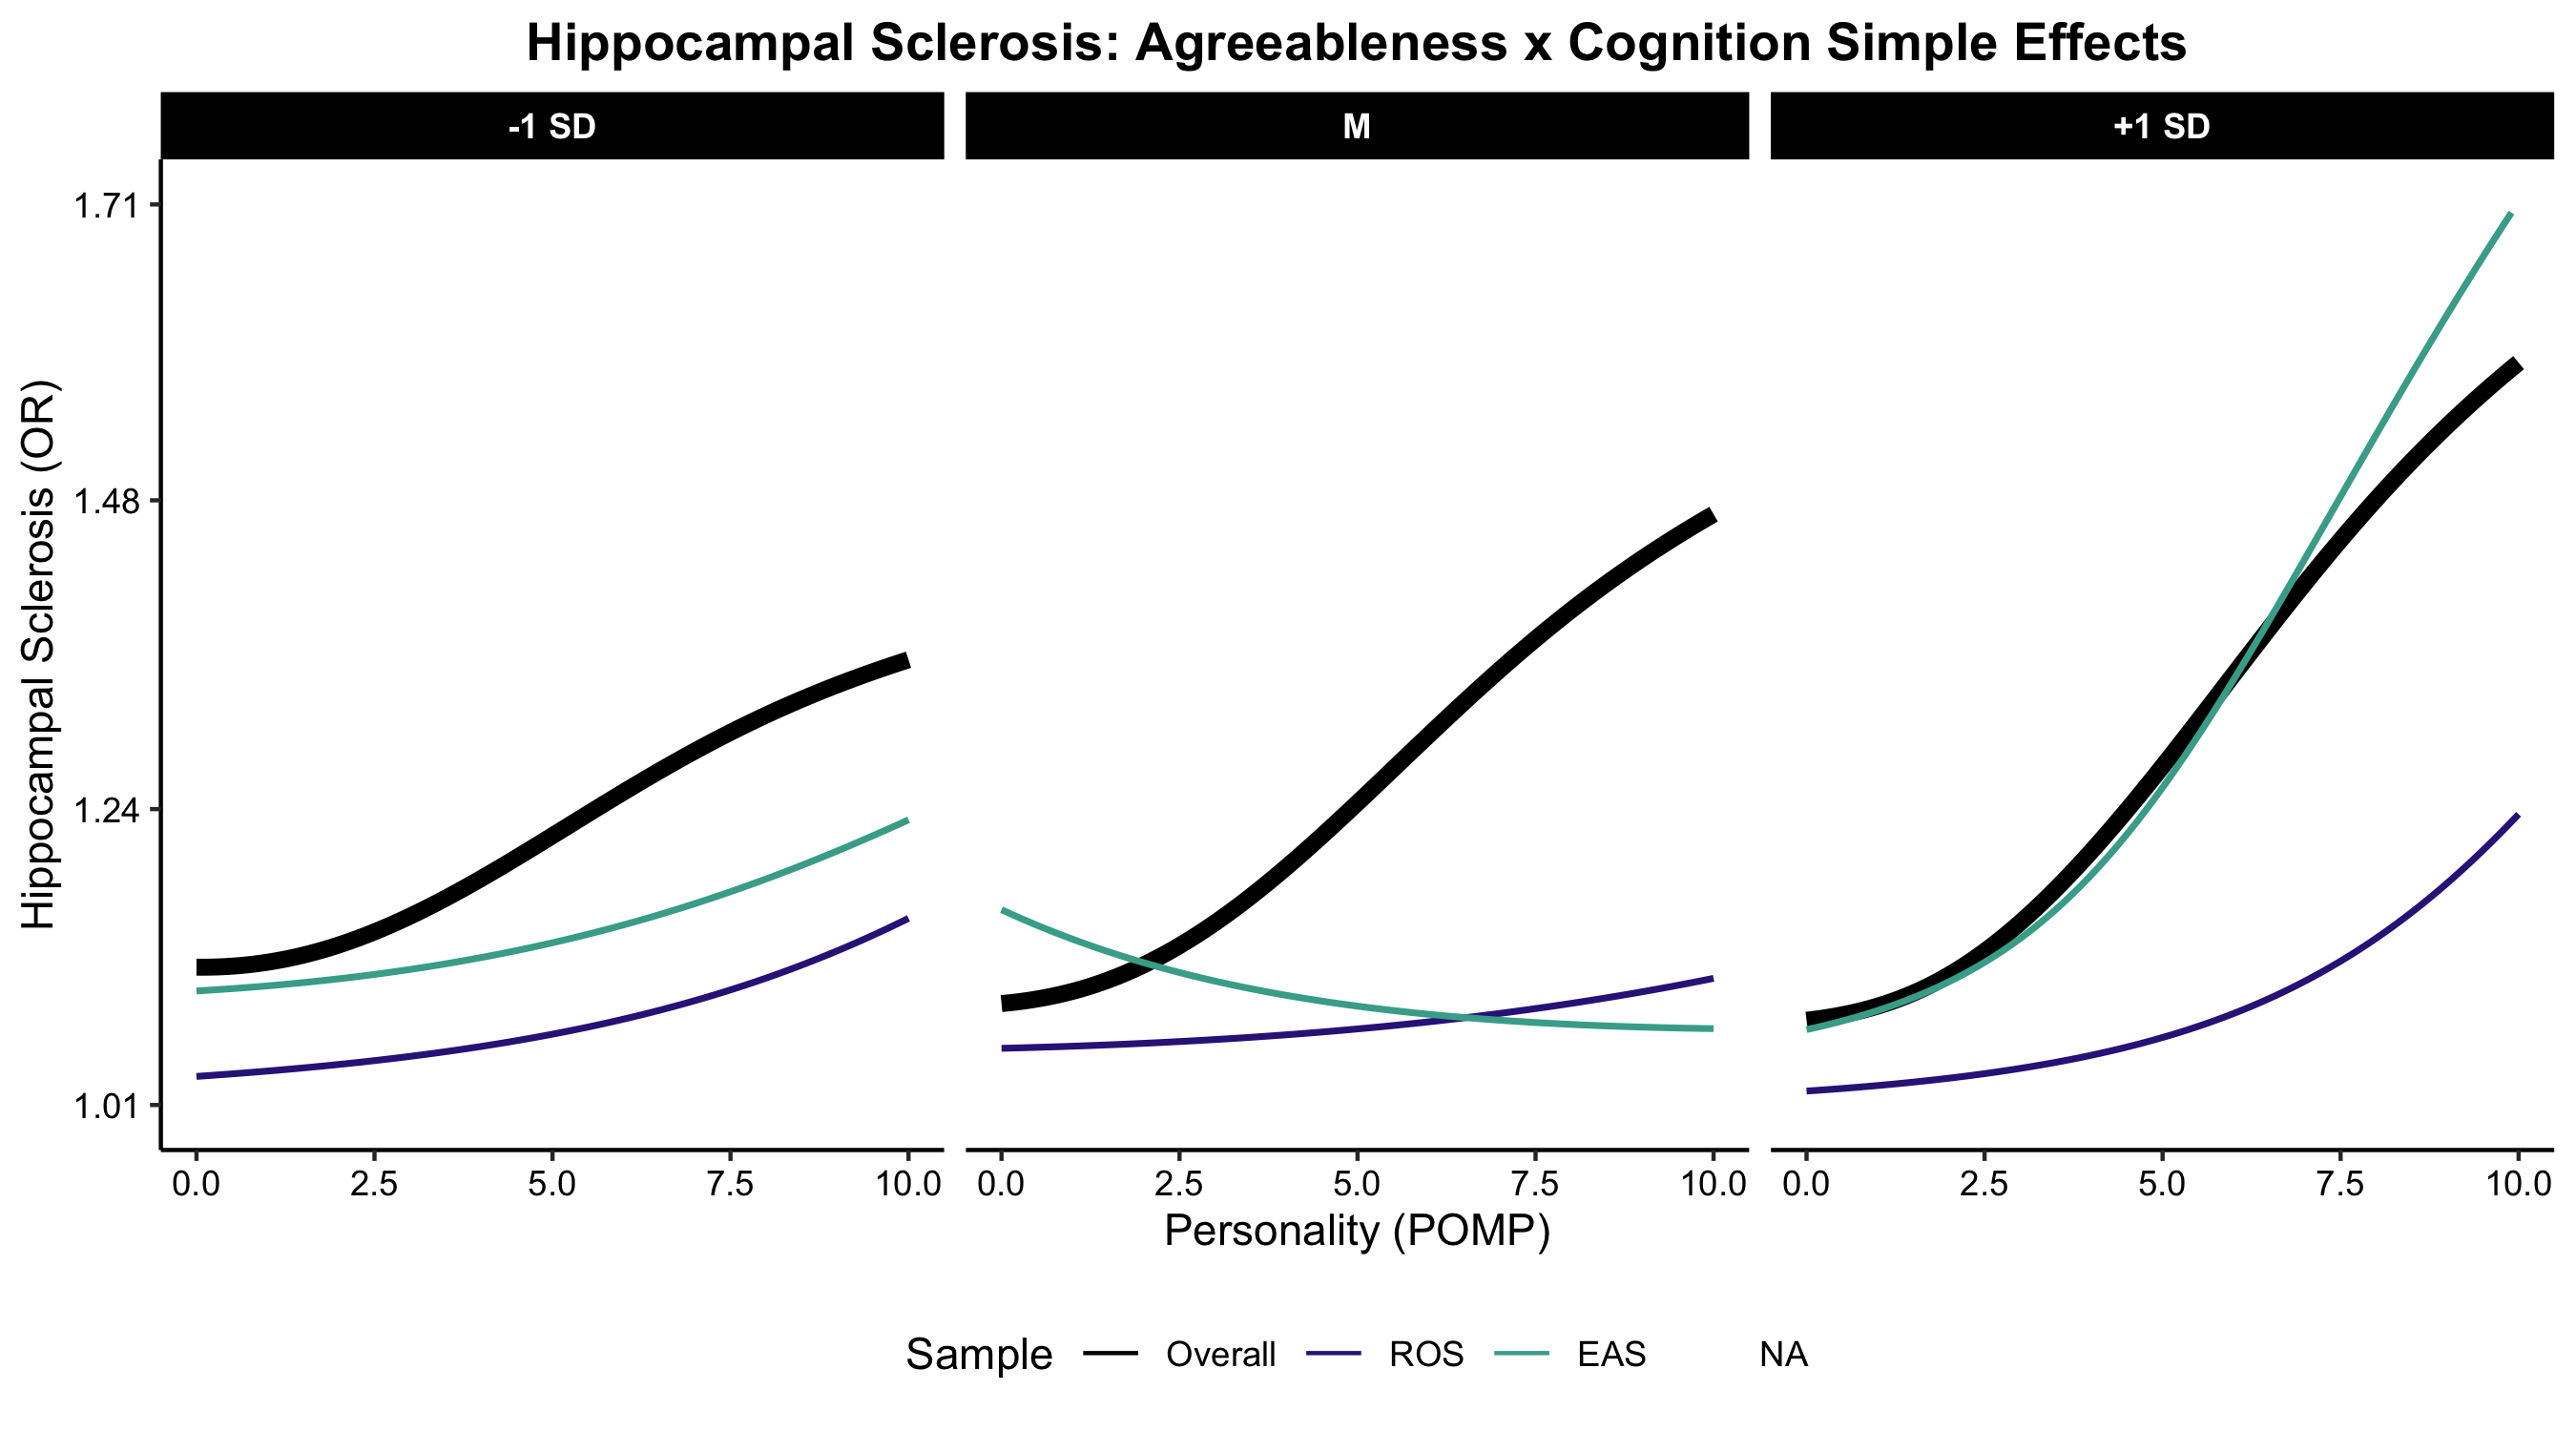 Hippocampal Sclerosis: Agreeableness x Cognition Simple Effects
-1 SD
M
+1 SD
Hippocampal Sclerosis (OR)
1.71
1.48
1.24
1.01
0.0 2.5 5.0 7.5 10.0
0.0 2.5 5.0 7.5 10.0
0.0 2.5 5.0 7.5 10.0
Personality (POMP)
Sample Overall ROS EAS NA